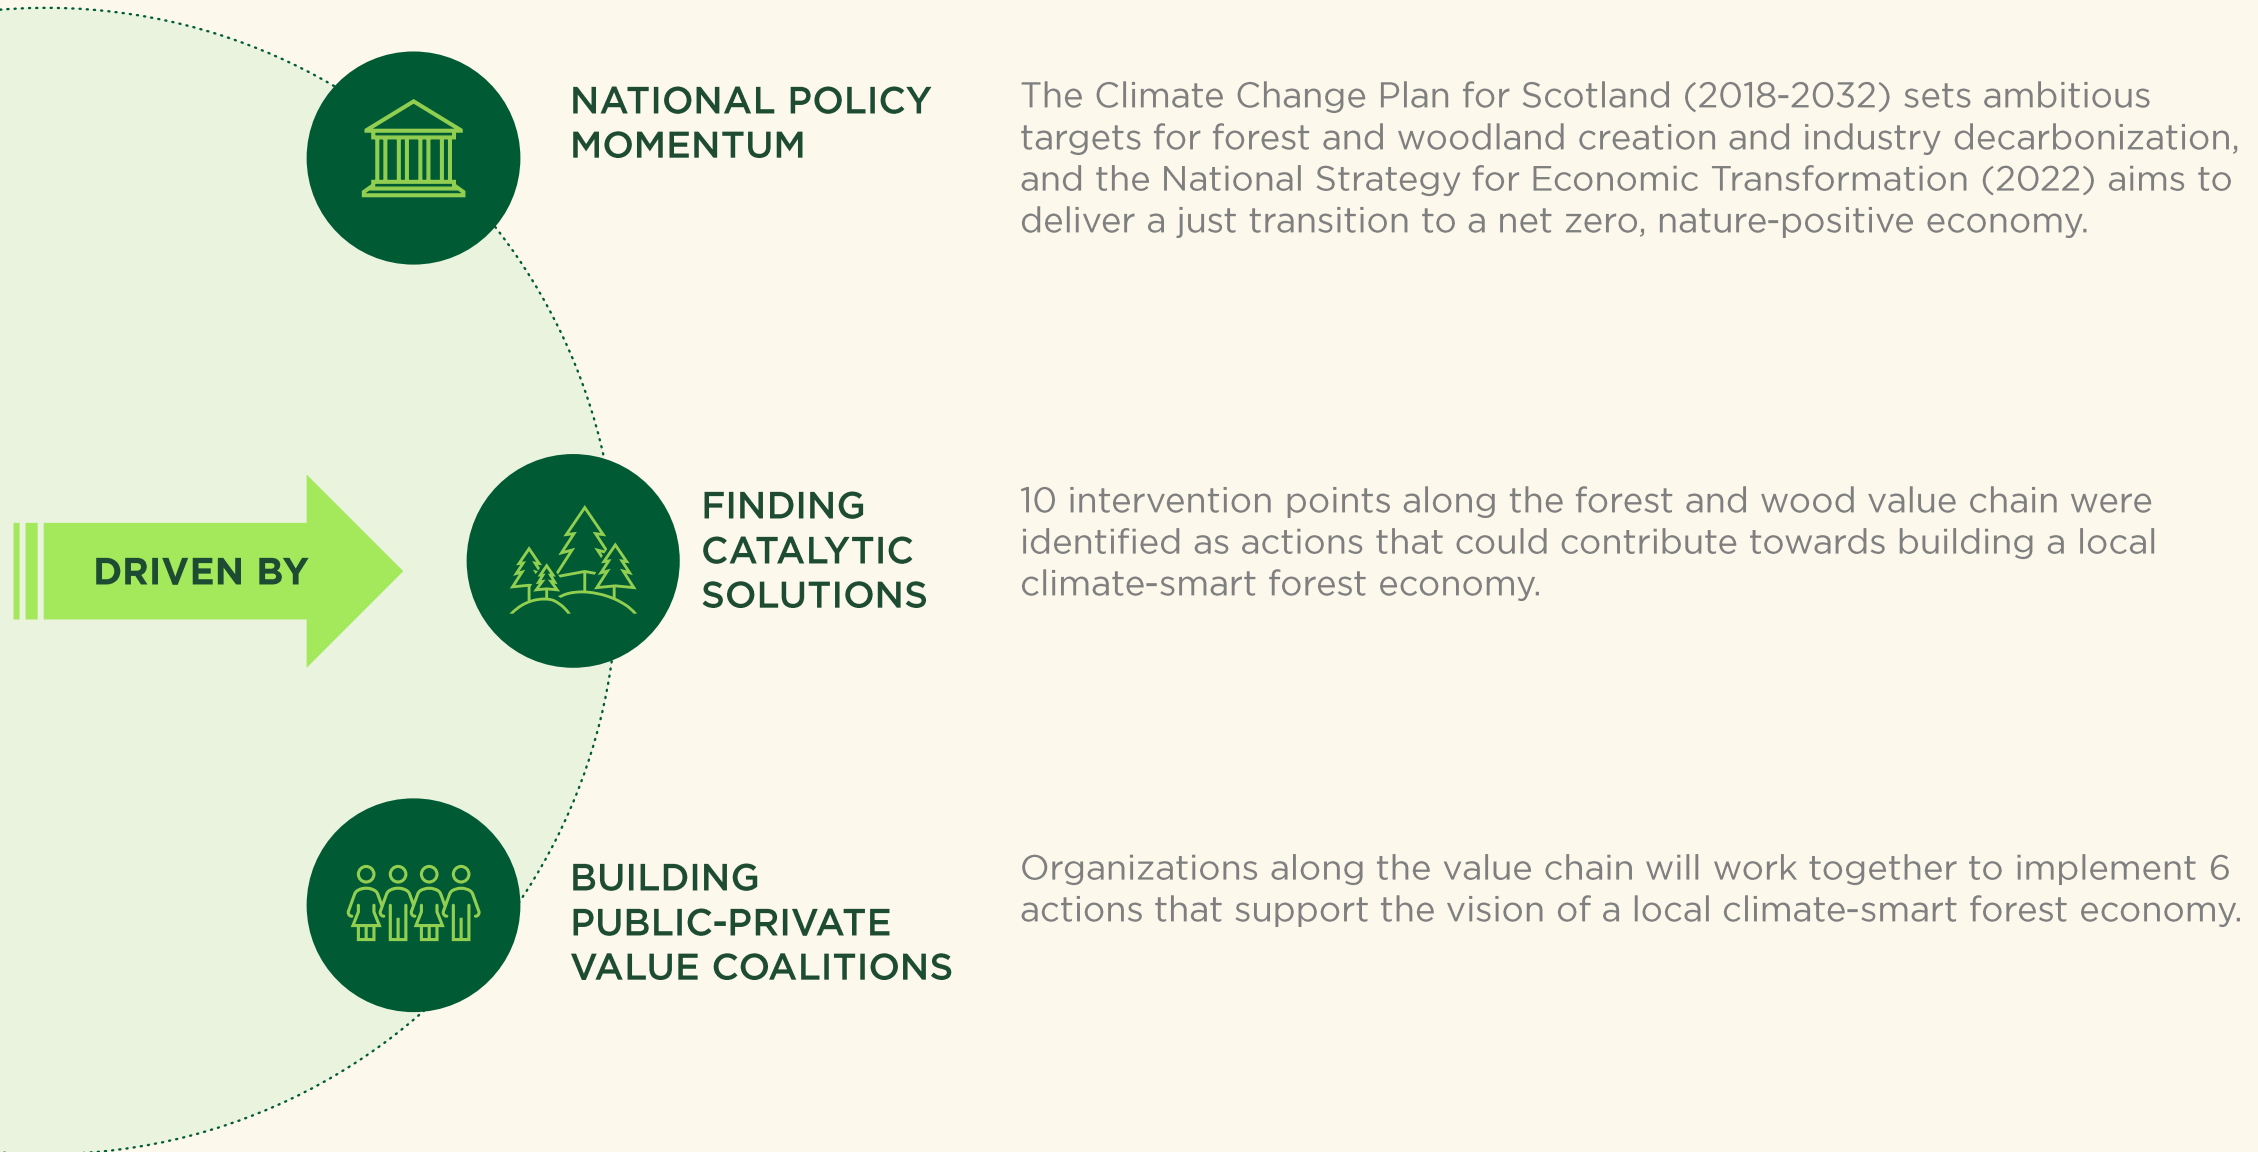 NATIONAL POLICY
MOMENTUM
The Climate Change Plan for Scotland (2018-2032) sets ambitious
targets for forest and woodland creation and industry decarbonization,
and the National Strategy for Economic Transformation (2022) aims to
deliver a just transition to a net zero, nature-positive economy.
DRIVEN BY
FINDING
CATALYTIC
SOLUTIONS
10 intervention points along the forest and wood value chain were
identified as actions that could contribute towards building a local
climate-smart forest economy.
BUILDING
PUBLIC-PRIVATE
VALUE COALITIONS
Organizations along the value chain will work together to implement 6
actions that support the vision of a local climate-smart forest economy.